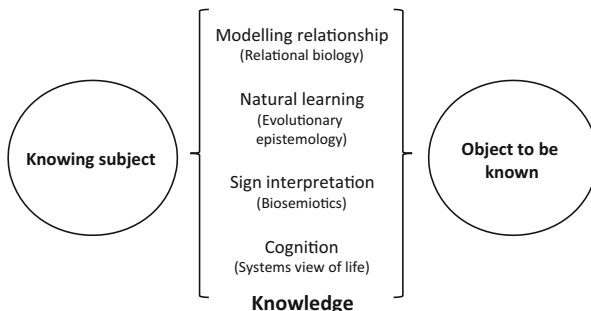 Modelling relationship
(Relational biology)
Natural learning
(Evolutionary
epistemology)
Knowing subject
Object to be
known
Sign interpretation
(Biosemiotics)
Cognition
(Systems view of life)
Knowledge